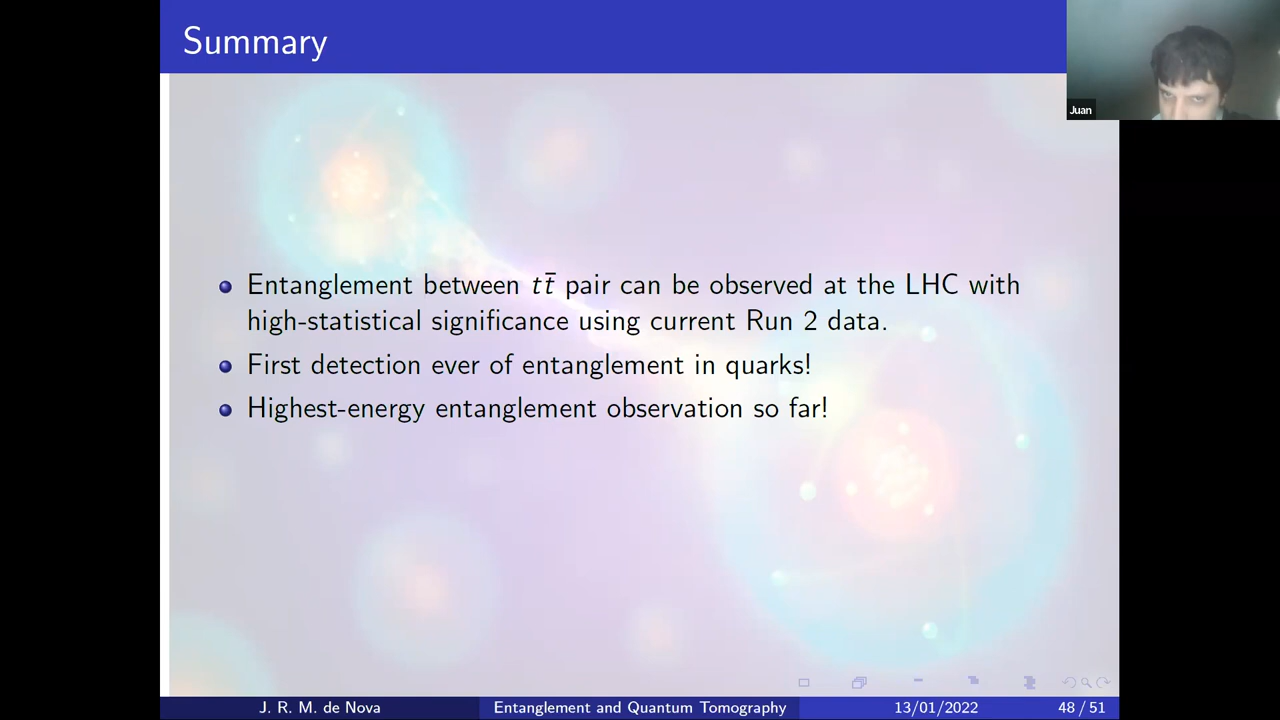 Summary
Juan
Entanglement between tt̄ pair can be observed at the LHC with
high-statistical significance using current Run 2 data.
First detection ever of entanglement in quarks!
Highest-energy entanglement observation so far!
J. R. M. de Nova
Entanglement and Quantum Tomography
13/01/2022
48 / 51